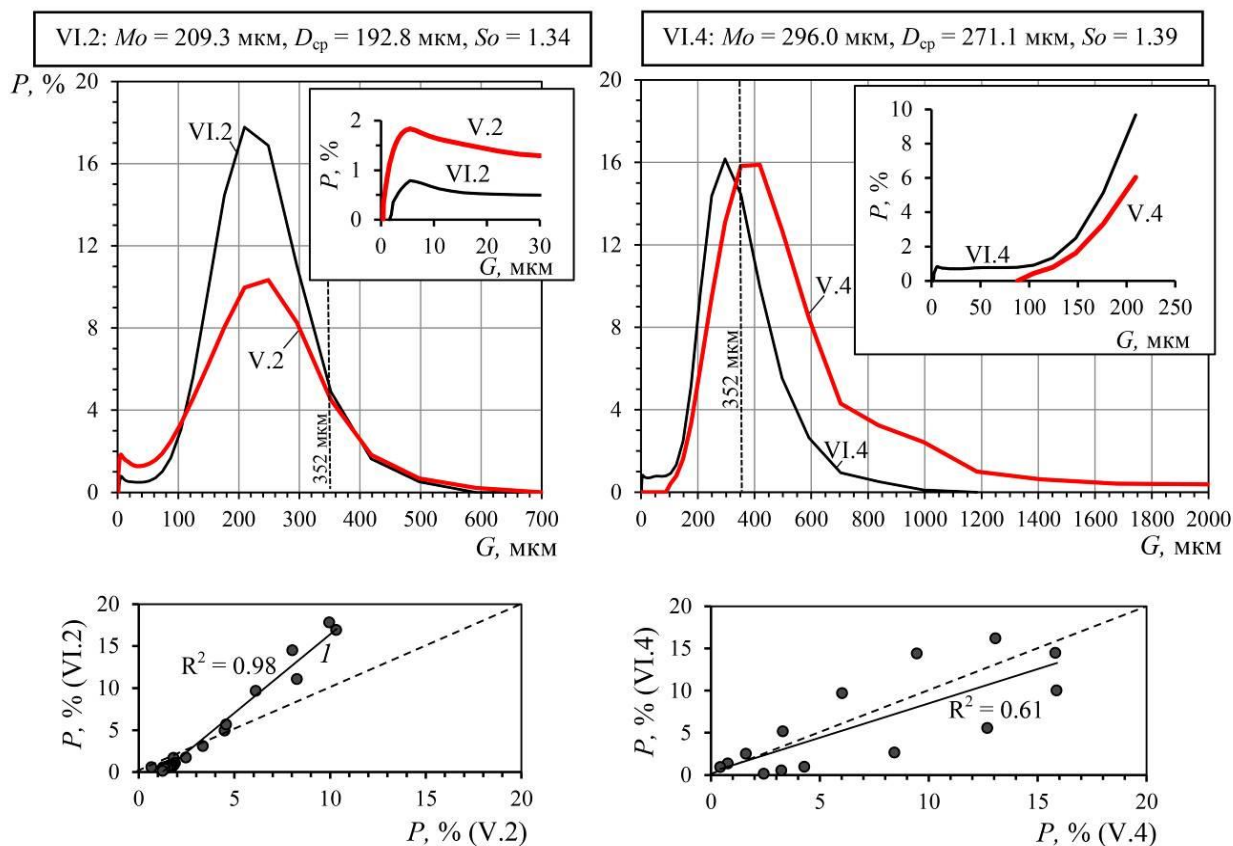 VI.2: Mo = 209.3 мкм, Dср = 192.8 мкм, So = 1.34
P, %
20
16
12
8
4
0
VI.2
V.2
352 мкм
0 100 200 300 400 500 600 700
G, мкм
P, %
2
1
0
V.2
VI.2
0 10 20 30
G, мкм
VI.4: Mo = 296.0 мкм, Dср = 271.1 мкм, So = 1.39
20
16
12
8
4
0
352 мкм
V.4
VI.4
0 200 400 600 800 1000 1200 1400 1600 1800 2000
G, мкм
P, %
10
8
6
4
2
0
VI.4
V.4
0 50 100 150 200 250
G, мкм
P, % (VI.2)
20
15
10
5
0
R² = 0.98
1
0 5 10 15 20
P, % (V.2)
P, % (VI.4)
20
15
10
5
0
R² = 0.61
0 5 10 15 20
P, % (V.4)